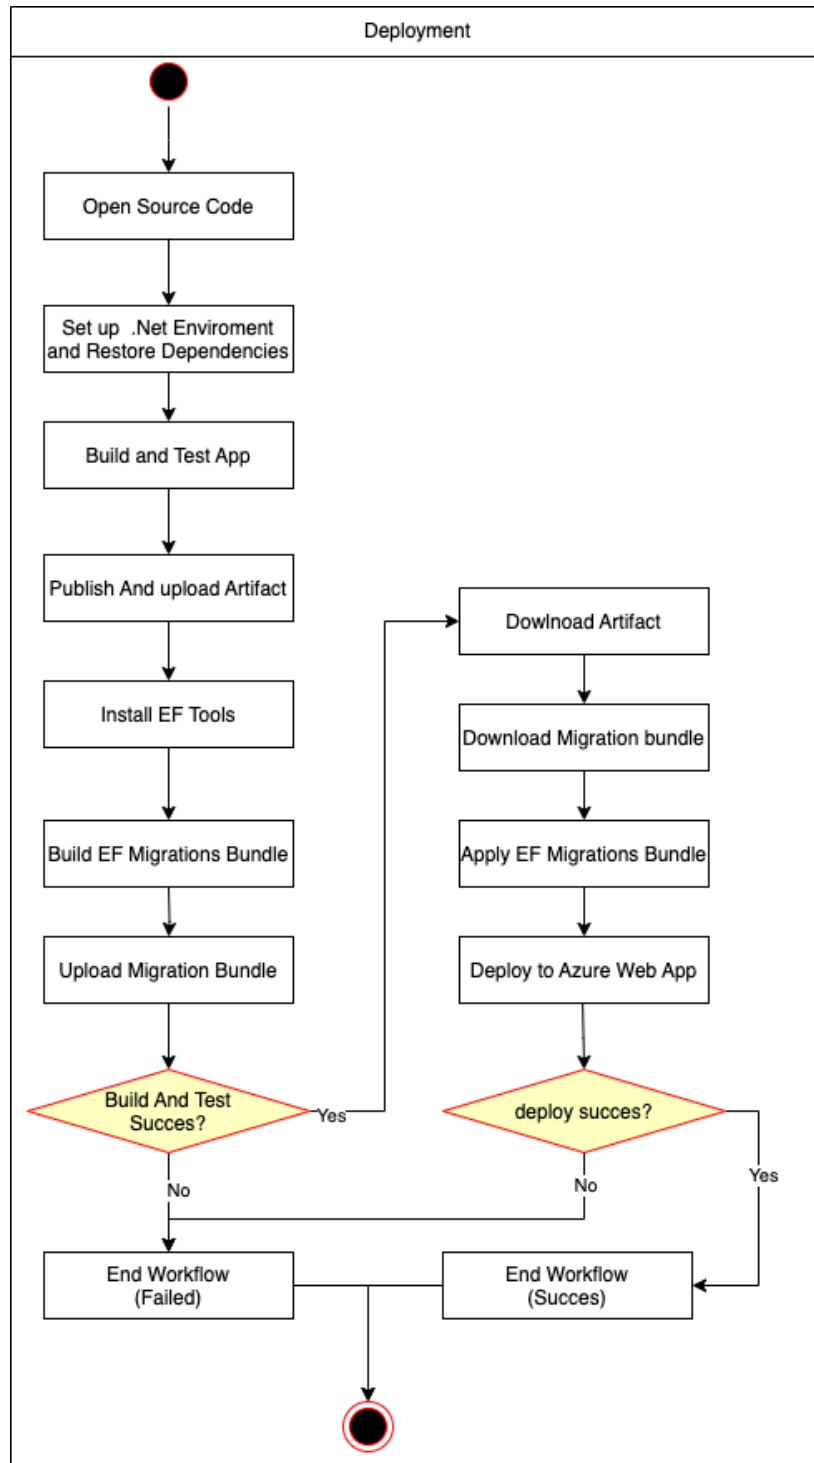 Deployment
Open Source Code
Set up .Net Enviroment
and Restore Dependencies
Build and Test App
Publish And upload Artifact
Install EF Tools
Build EF Migrations Bundle
Upload Migration Bundle
Build And Test
Succes?
Yes
No
Dowlnoad Artifact
Download Migration bundle
Apply EF Migrations Bundle
Deploy to Azure Web App
deploy succes?
No
Yes
End Workflow
(Failed)
End Workflow
(Succes)